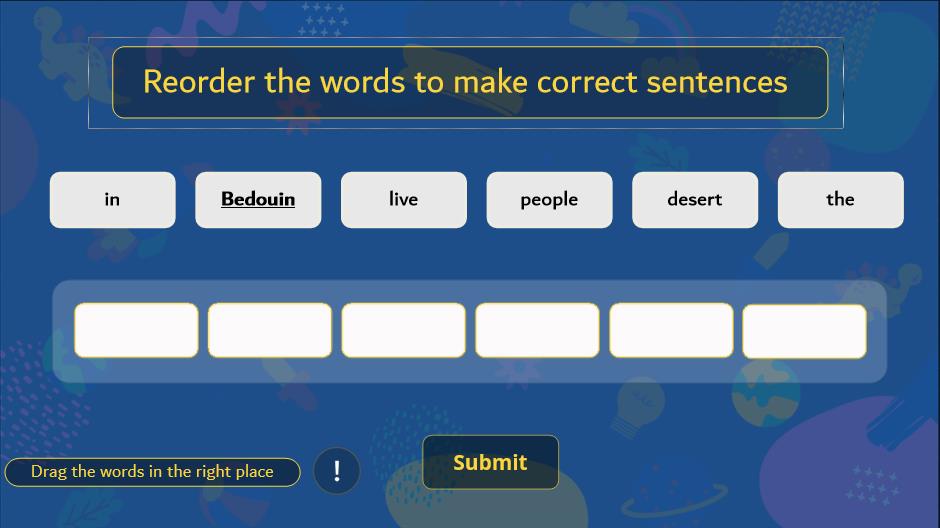 Reorder the words to make correct sentences
in Bedouin live people desert the
Drag the words in the right place
!
Submit